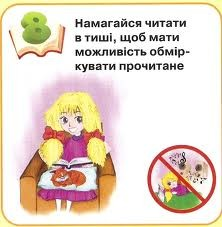 8
Намагайся читати
в тиші, щоб мати
можливість обмір-
кувати прочитане